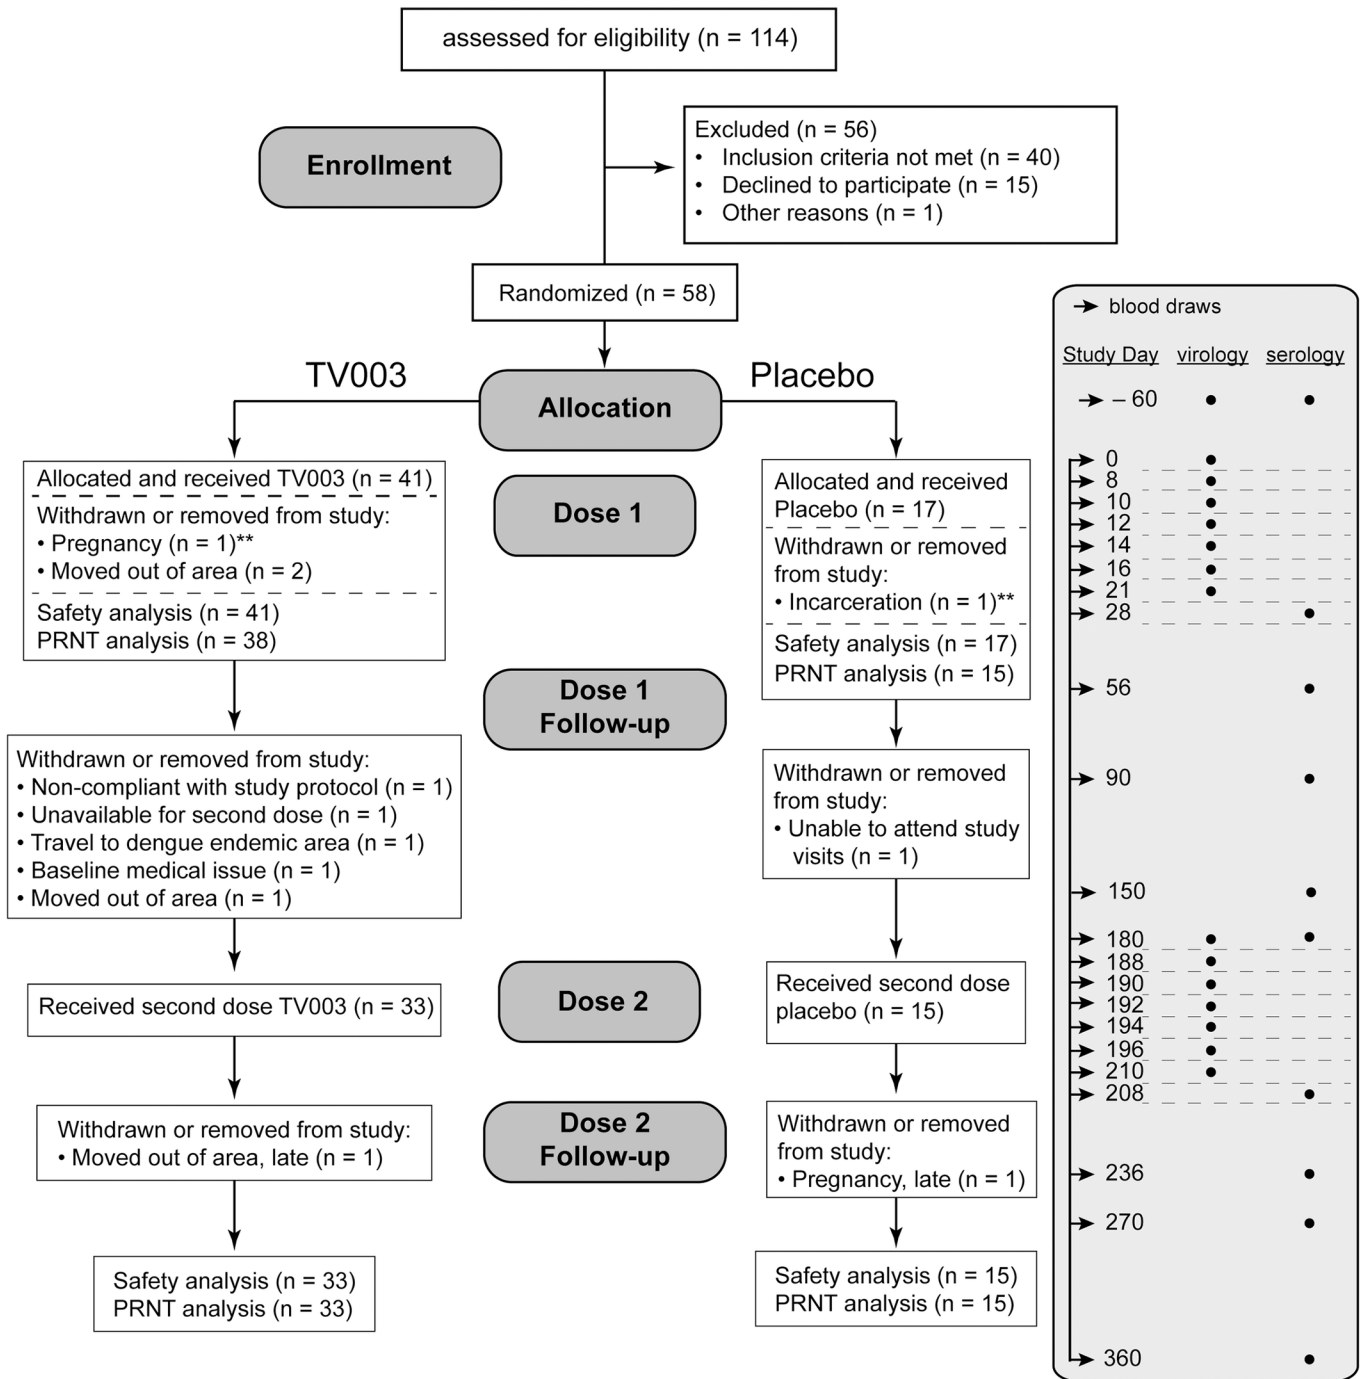 assessed for eligibility (n = 114)
Enrollment
Excluded (n = 56)
• Inclusion criteria not met (n = 40)
• Declined to participate (n = 15)
• Other reasons (n = 1)
Randomized (n = 58)
TV003
Allocation
Placebo
Allocated and received TV003 (n = 41)
Withdrawn or removed from study:
• Pregnancy (n = 1)**
• Moved out of area (n = 2)
Safety analysis (n = 41)
PRNT analysis (n = 38)
Dose 1
Allocated and received
Placebo (n = 17)
Withdrawn or removed
from study:
• Incarceration (n = 1)**
Safety analysis (n = 17)
PRNT analysis (n = 15)
Dose 1
Follow-up
Withdrawn or removed from study:
• Non-compliant with study protocol (n = 1)
• Unavailable for second dose (n = 1)
• Travel to dengue endemic area (n = 1)
• Baseline medical issue (n = 1)
• Moved out of area (n = 1)
Withdrawn or removed
from study:
• Unable to attend study
visits (n = 1)
Received second dose TV003 (n = 33)
Dose 2
Received second dose
placebo (n = 15)
Withdrawn or removed from study:
• Moved out of area, late (n = 1)
Dose 2
Follow-up
Withdrawn or removed
from study:
• Pregnancy, late (n = 1)
Safety analysis (n = 33)
PRNT analysis (n = 33)
Safety analysis (n = 15)
PRNT analysis (n = 15)
blood draws
Study Day virology serology
– 60
0
8
10
12
14
16
21
28
56
90
150
180
188
190
192
194
196
210
208
236
270
360